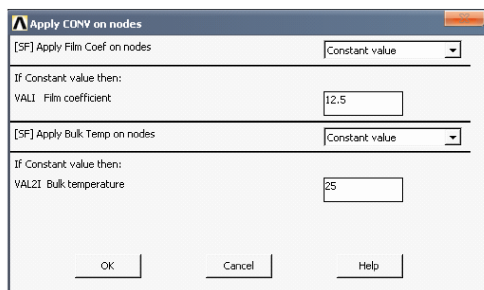 Apply CONV on nodes
[SF] Apply Film Coef on nodes
Constant value
If Constant value then:
VALI Film coefficient
12.5
[SF] Apply Bulk Temp on nodes
Constant value
If Constant value then:
VAL2I Bulk temperature
25
OK
Cancel
Help